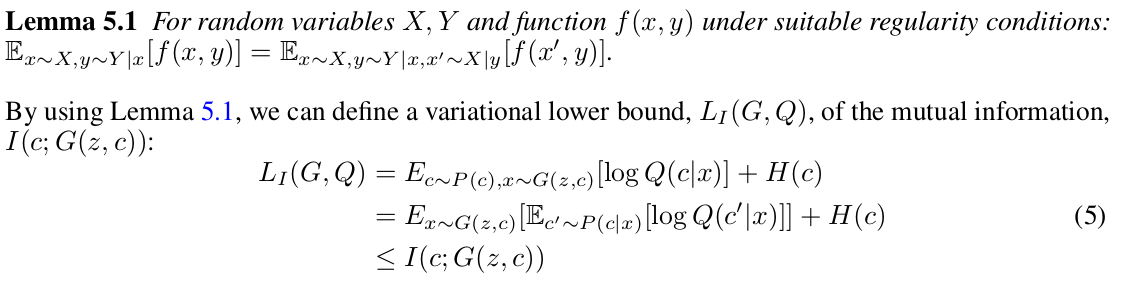 Lemma 5.1 For random variables X, Y and function f(x, y) under suitable regularity conditions:
𝔼_{x∼X,y∼Y|x}[f(x, y)] = 𝔼_{x∼X,y∼Y|x,x′∼X|y}[f(x′, y)].
By using Lemma 5.1, we can define a variational lower bound, L_I(G, Q), of the mutual information,
I(c; G(z, c)):
L_I(G, Q) = E_{c∼P(c),x∼G(z,c)}[log Q(c|x)] + H(c)
= E_{x∼G(z,c)}[𝔼_{c′∼P(c|x)}[log Q(c′|x)]] + H(c) (5)
≤ I(c; G(z, c))